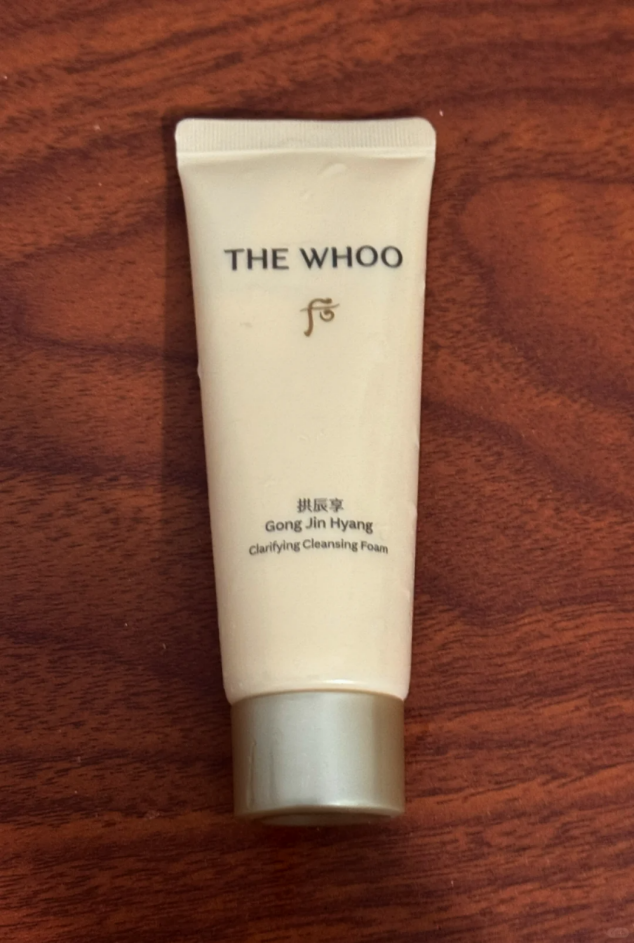 THE WHOO
拱辰享
Gong Jin Hyang
Clarifying Cleansing Foam